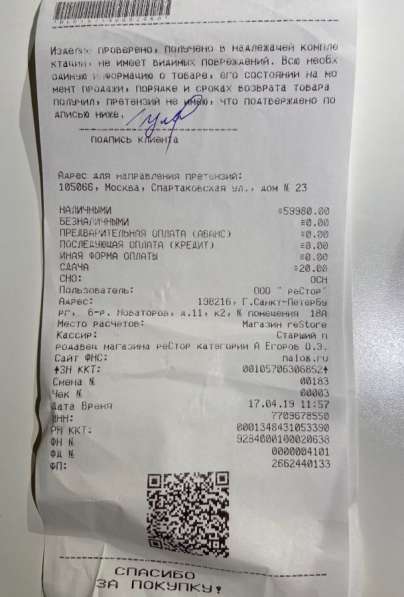 Изделие проверено, получено в надлежащей компле
ктации, не имеет видимых повреждений. Всю необх
одимую информацию о товаре, его состоянии на мо
мент продажи, порядке и сроках возврата товара
получил, претензий не имею, что подтверждено по
дписью ниже.
подпись клиента
Адрес для направления претензий:
105066, Москва, Спартаковская ул., дом № 23
НАЛИЧНЫМИ =59980.00
БЕЗНАЛИЧНЫМИ =0.00
ПРЕДВАРИТЕЛЬНАЯ ОПЛАТА (АВАНС) =0.00
ПОСЛЕДУЮЩАЯ ОПЛАТА (КРЕДИТ) =0.00
ИНАЯ ФОРМА ОПЛАТЫ =0.00
СДАЧА =20.00
СНО: ОСН
Пользователь: ООО "реСтор"
Адрес: 198216, Г.Санкт-Петербу
рг, 6-р. Новаторов, д.11, к2, № помещения 18А
Место расчетов: Магазин reStore
Кассир: Старший п
родавец магазина реСтор категории А Егоров О.Э.
Сайт ФНС: nalog.ru
ЗН ККТ: 00105706306852
Смена № 00183
Чек № 00003
Дата Время 17.04.19 11:57
ИНН: 7709678550
РН ККТ: 0001348431053390
ФН № 9284000100020638
ФД № 0000004101
ФП: 2662440133
СПАСИБО
ЗА ПОКУПКУ!